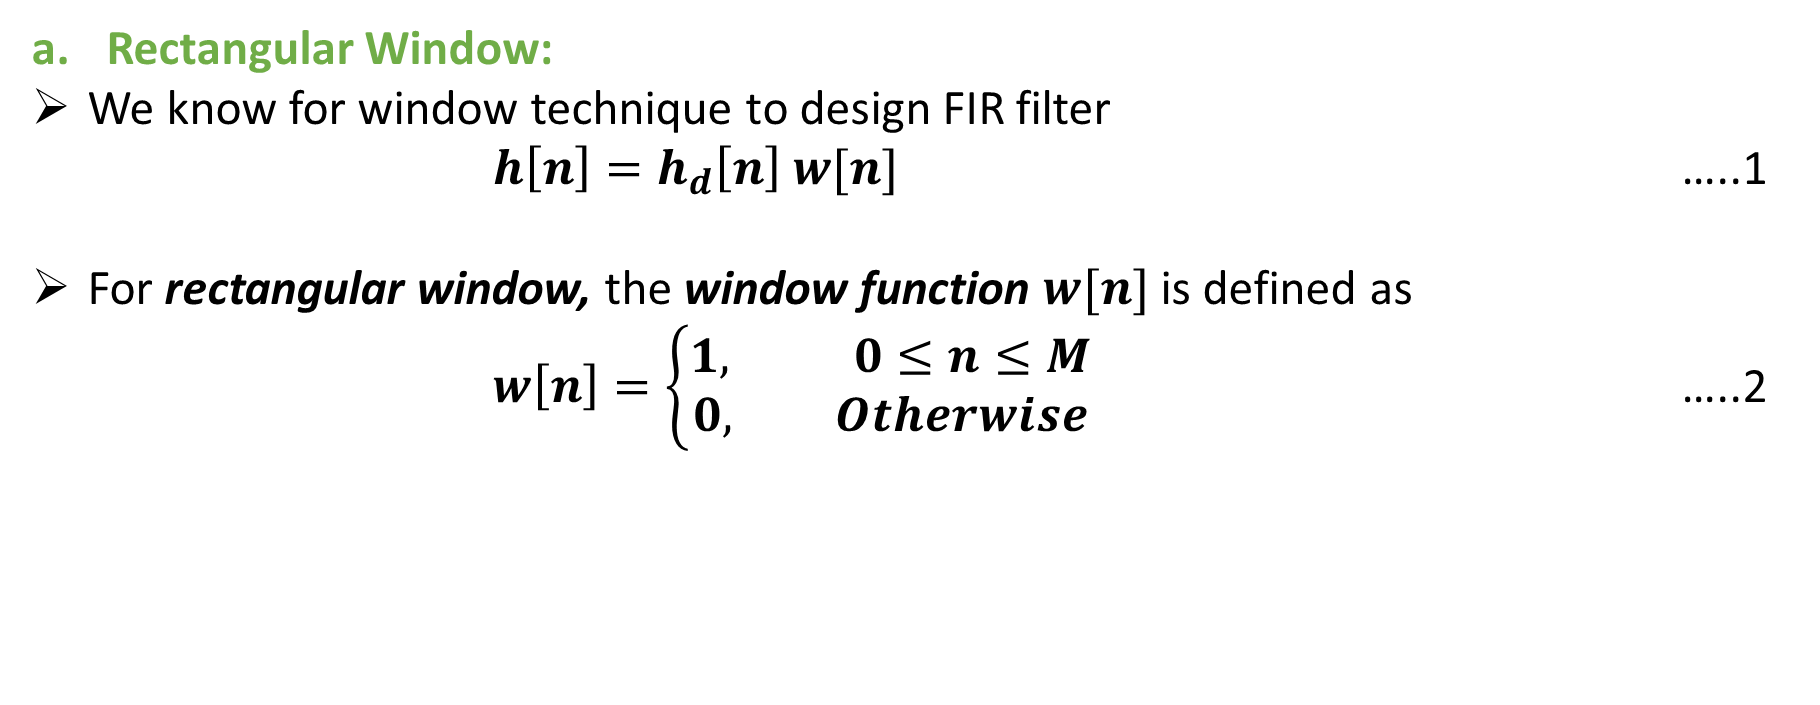 a. Rectangular Window:
➢ We know for window technique to design FIR filter
h[n] = h_d[n] w[n] …..1
➢ For rectangular window, the window function w[n] is defined as
w[n] = { 1, 0 ≤ n ≤ M
0, Otherwise …..2